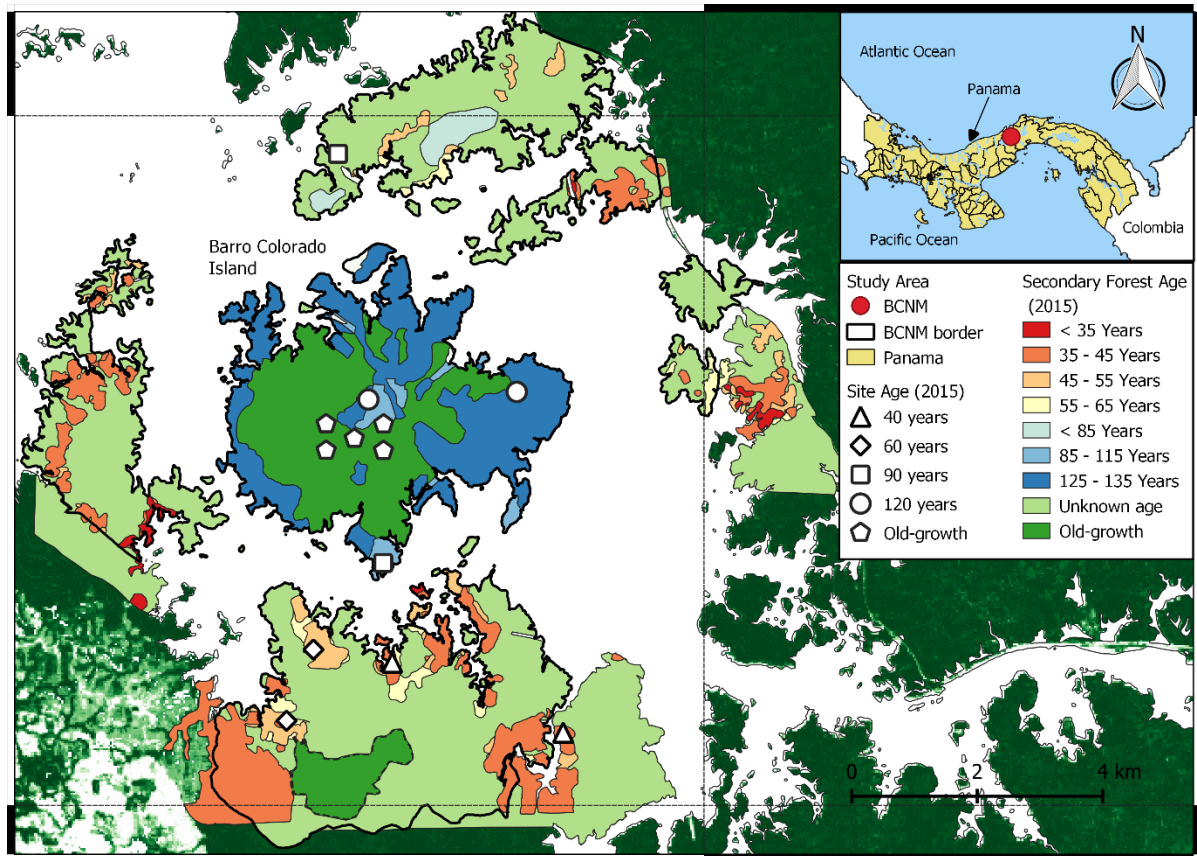 Atlantic Ocean
N
Panama
Pacific Ocean
Colombia
Barro Colorado
Island
Study Area
BCNM
BCNM border
Panama
Site Age (2015)
40 years
60 years
90 years
120 years
Old-growth
Secondary Forest Age
(2015)
< 35 Years
35 - 45 Years
45 - 55 Years
55 - 65 Years
< 85 Years
85 - 115 Years
125 - 135 Years
Unknown age
Old-growth
0 2 4 km